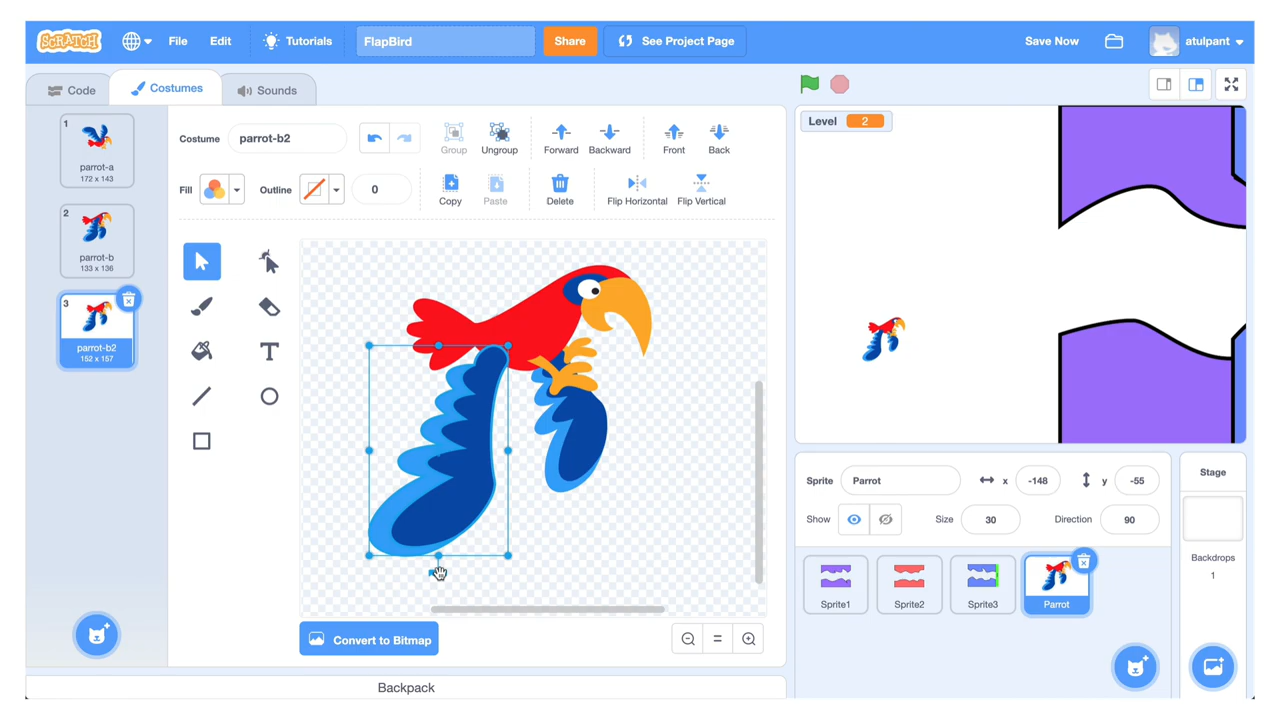 SCRATCH File Edit Tutorials FlapBird Share See Project Page Save Now atulpant
Code Costumes Sounds
Level 2
1
parrot-a
172 x 143
2
parrot-b
133 x 136
3
parrot-b2
152 x 157
Costume parrot-b2 Group Ungroup Forward Backward Front Back
Fill Outline 0 Copy Paste Delete Flip Horizontal Flip Vertical
T
Convert to Bitmap
=
Backpack
Sprite Parrot x -148 y -55
Show Size 30 Direction 90
Sprite1 Sprite2 Sprite3 Parrot
Stage
Backdrops
1